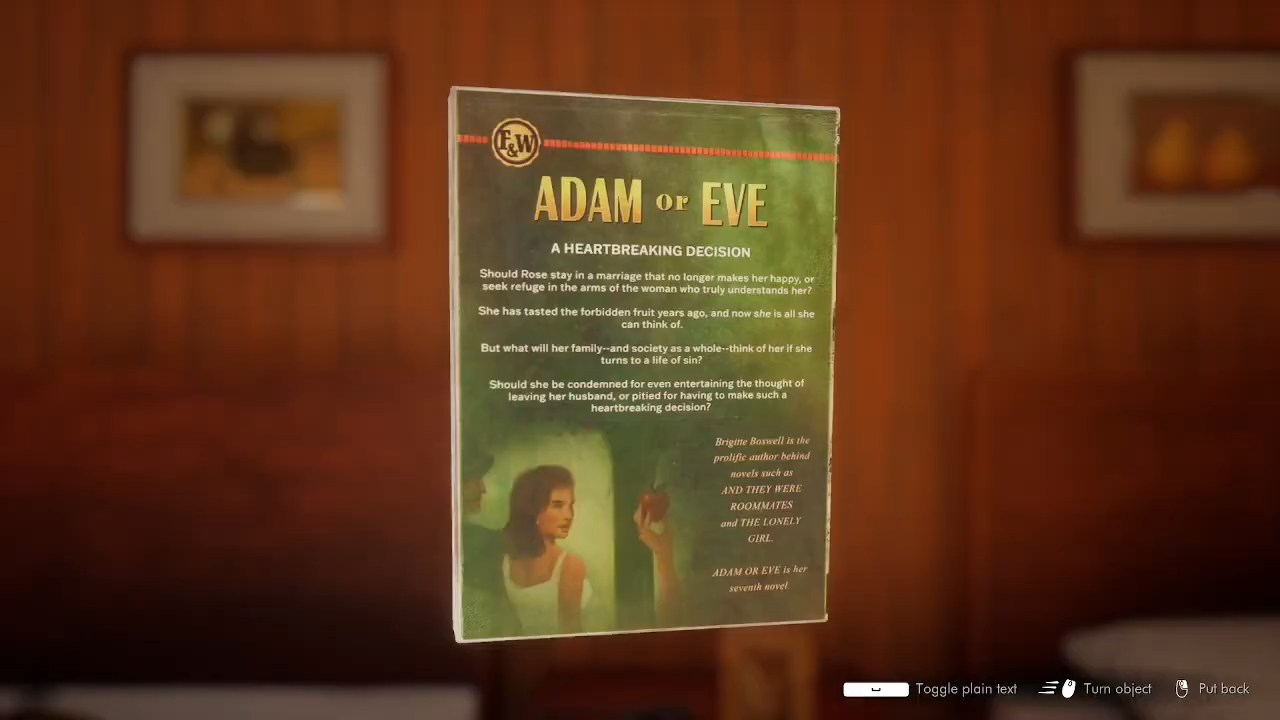 F&W
ADAM or EVE
A HEARTBREAKING DECISION
Should Rose stay in a marriage that no longer makes her happy, or
seek refuge in the arms of the woman who truly understands her?
She has tasted the forbidden fruit years ago, and now she is all she
can think of.
But what will her family--and society as a whole--think of her if she
turns to a life of sin?
Should she be condemned for even entertaining the thought of
leaving her husband, or pitied for having to make such a
heartbreaking decision?
Brigitte Boswell is the
prolific author behind
novels such as
AND THEY WERE
ROOMMATES
and THE LONELY
GIRL.
ADAM OR EVE is her
seventh novel.
Toggle plain text
Turn object
Put back